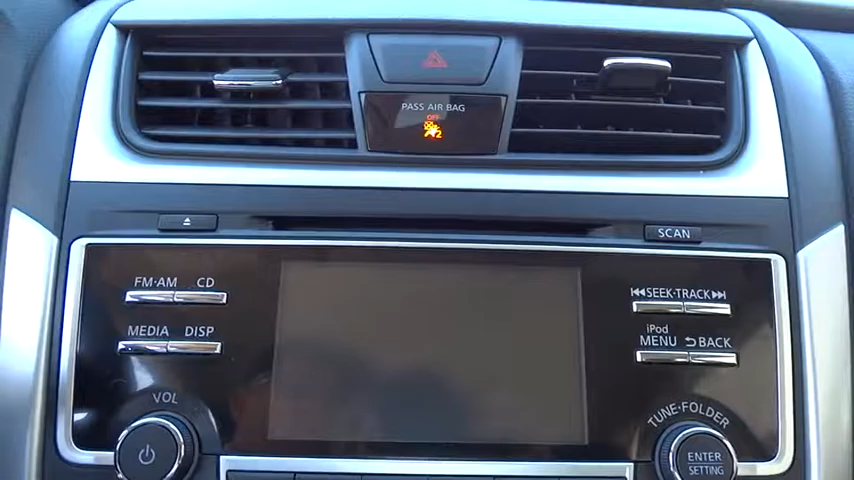 PASS AIR BAG
OFF
2
SCAN
FM·AM CD
SEEK·TRACK
MEDIA DISP
iPod
MENU BACK
VOL
TUNE·FOLDER
ENTER
SETTING